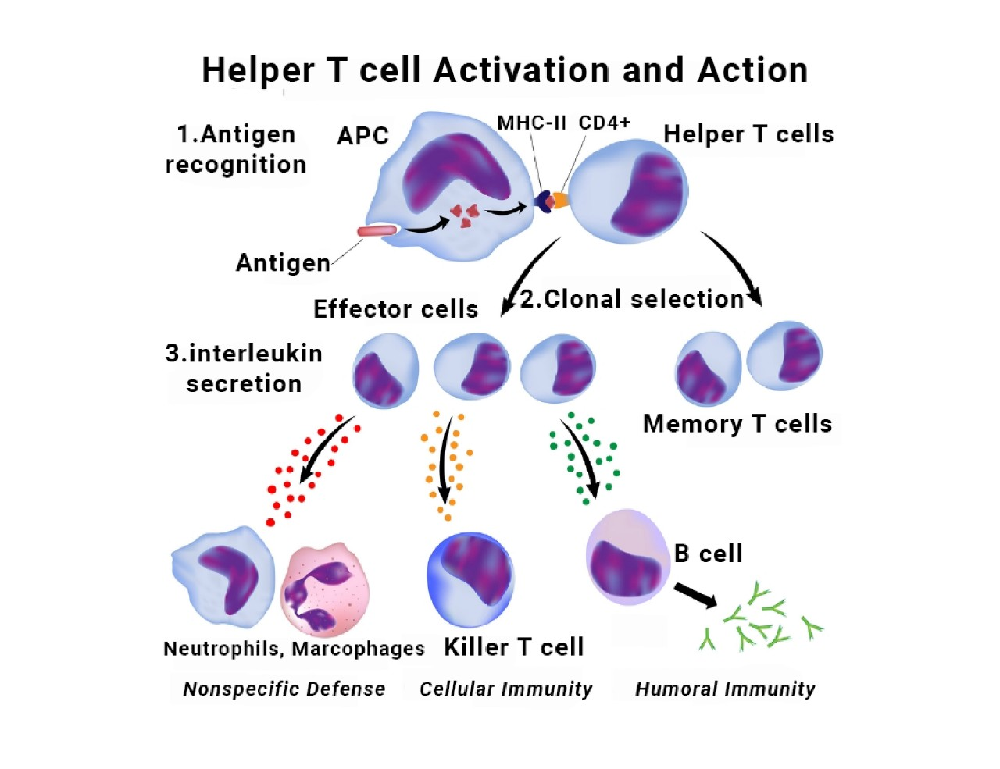 Helper T cell Activation and Action
1.Antigen
recognition
APC
MHC-II CD4+
Helper T cells
Antigen
Effector cells
2.Clonal selection
3.interleukin
secretion
Memory T cells
B cell
Neutrophils, Marcophages
Killer T cell
Nonspecific Defense
Cellular Immunity
Humoral Immunity